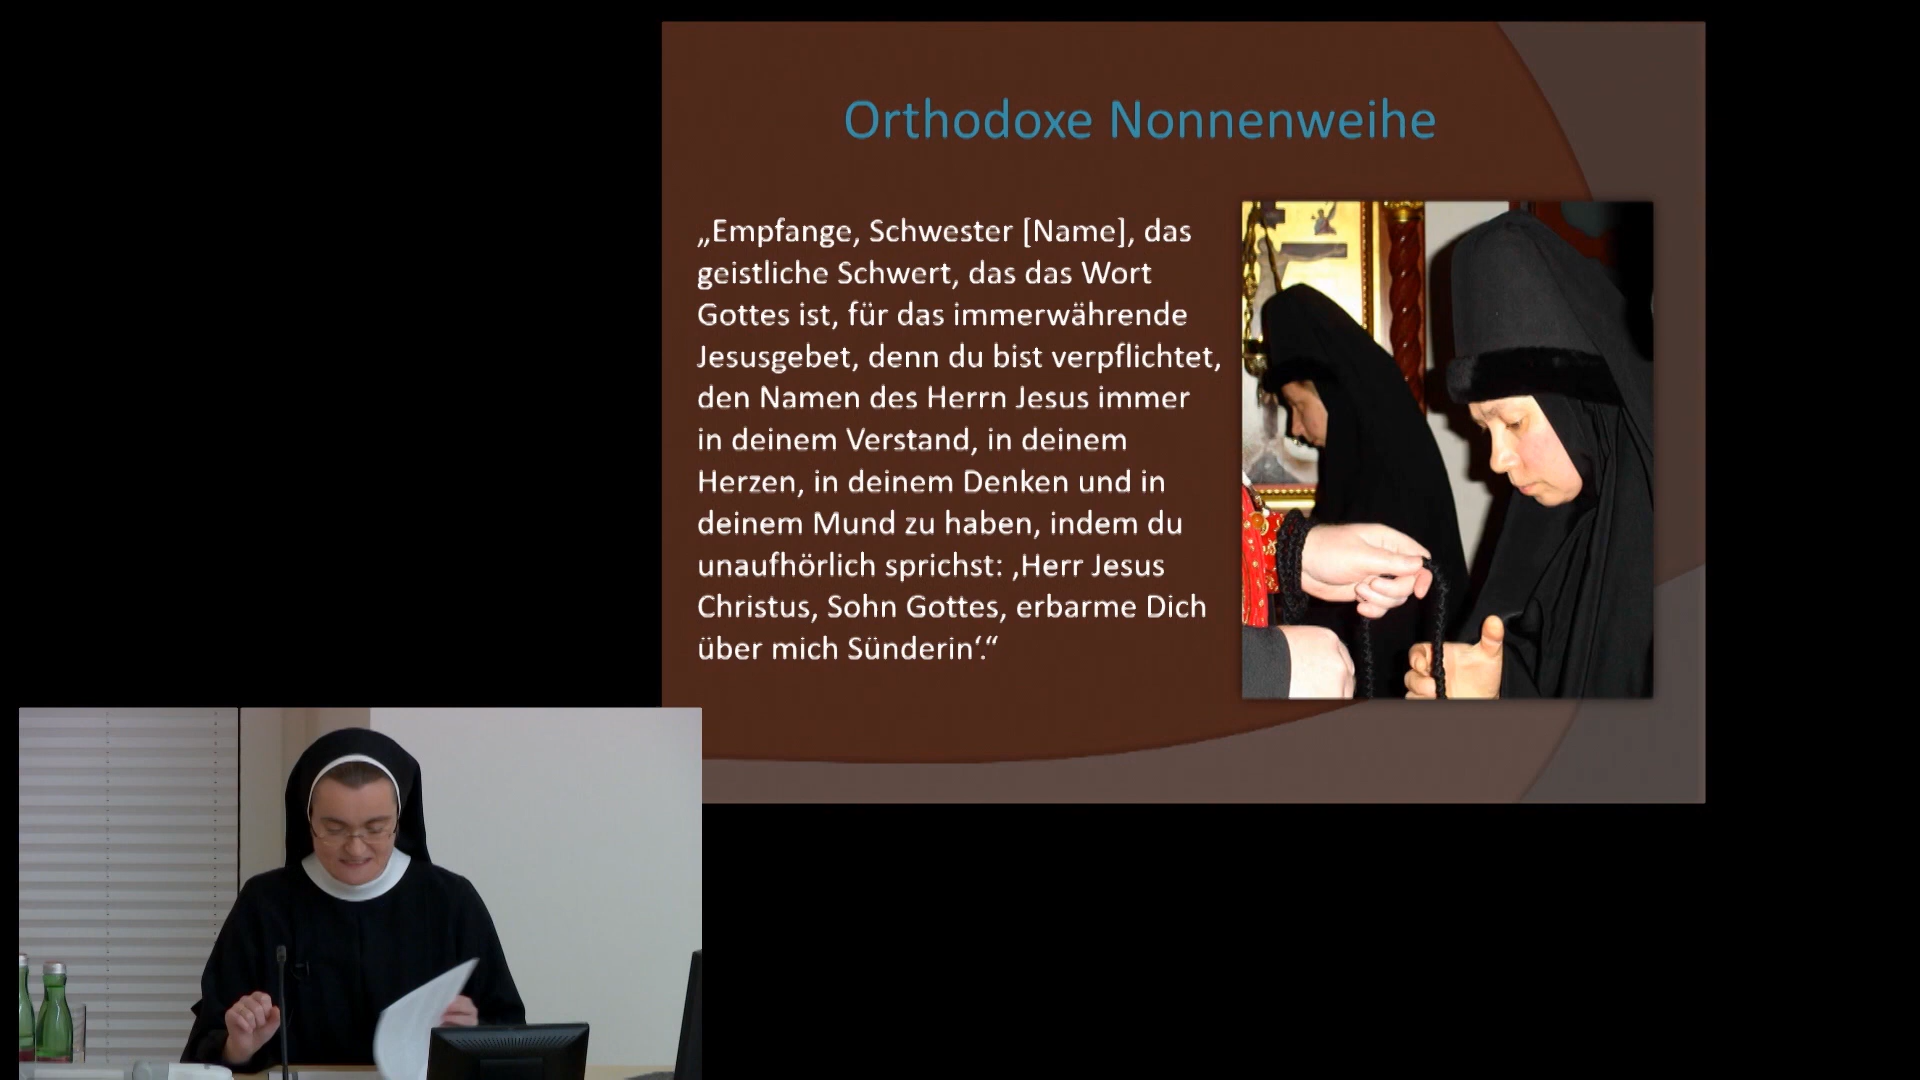 Orthodoxe Nonnenweihe
„Empfange, Schwester [Name], das
geistliche Schwert, das das Wort
Gottes ist, für das immerwährende
Jesusgebet, denn du bist verpflichtet,
den Namen des Herrn Jesus immer
in deinem Verstand, in deinem
Herzen, in deinem Denken und in
deinem Mund zu haben, indem du
unaufhörlich sprichst: ‚Herr Jesus
Christus, Sohn Gottes, erbarme Dich
über mich Sünderin‘.“